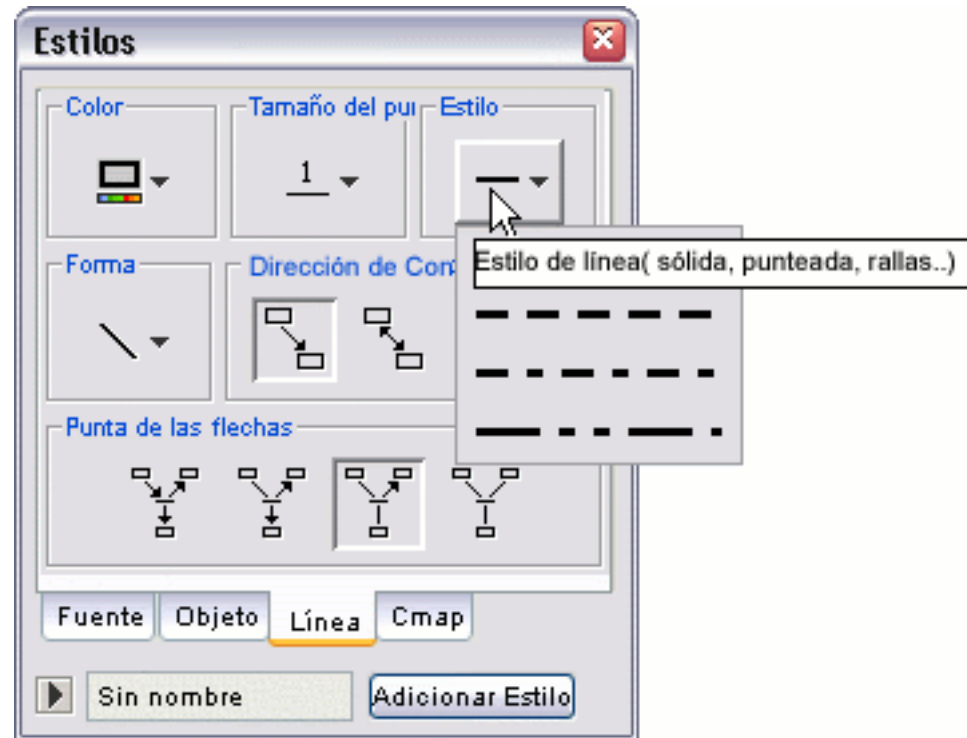 Estilos
Color
Tamaño del pu
Estilo
1
Estilo de línea( sólida, punteada, rallas..)
Forma
Dirección de Con
Punta de las flechas
Fuente
Objeto
Línea
Cmap
Sin nombre
Adicionar Estilo